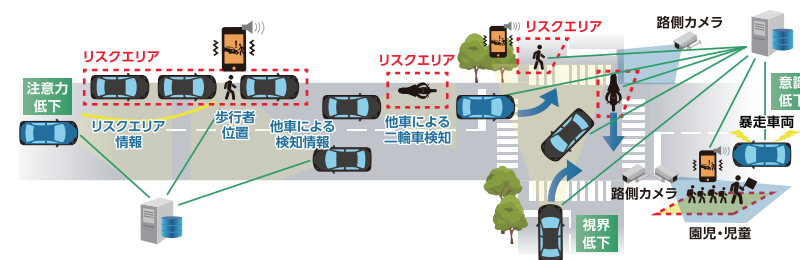 リスクエリア
注意力
低下
リスクエリア
情報
歩行者
位置
他車による
検知情報
リスクエリア
他車による
二輪車検知
リスクエリア
路側カメラ
視界
低下
路側カメラ
暴走車両
園児・児童
低下